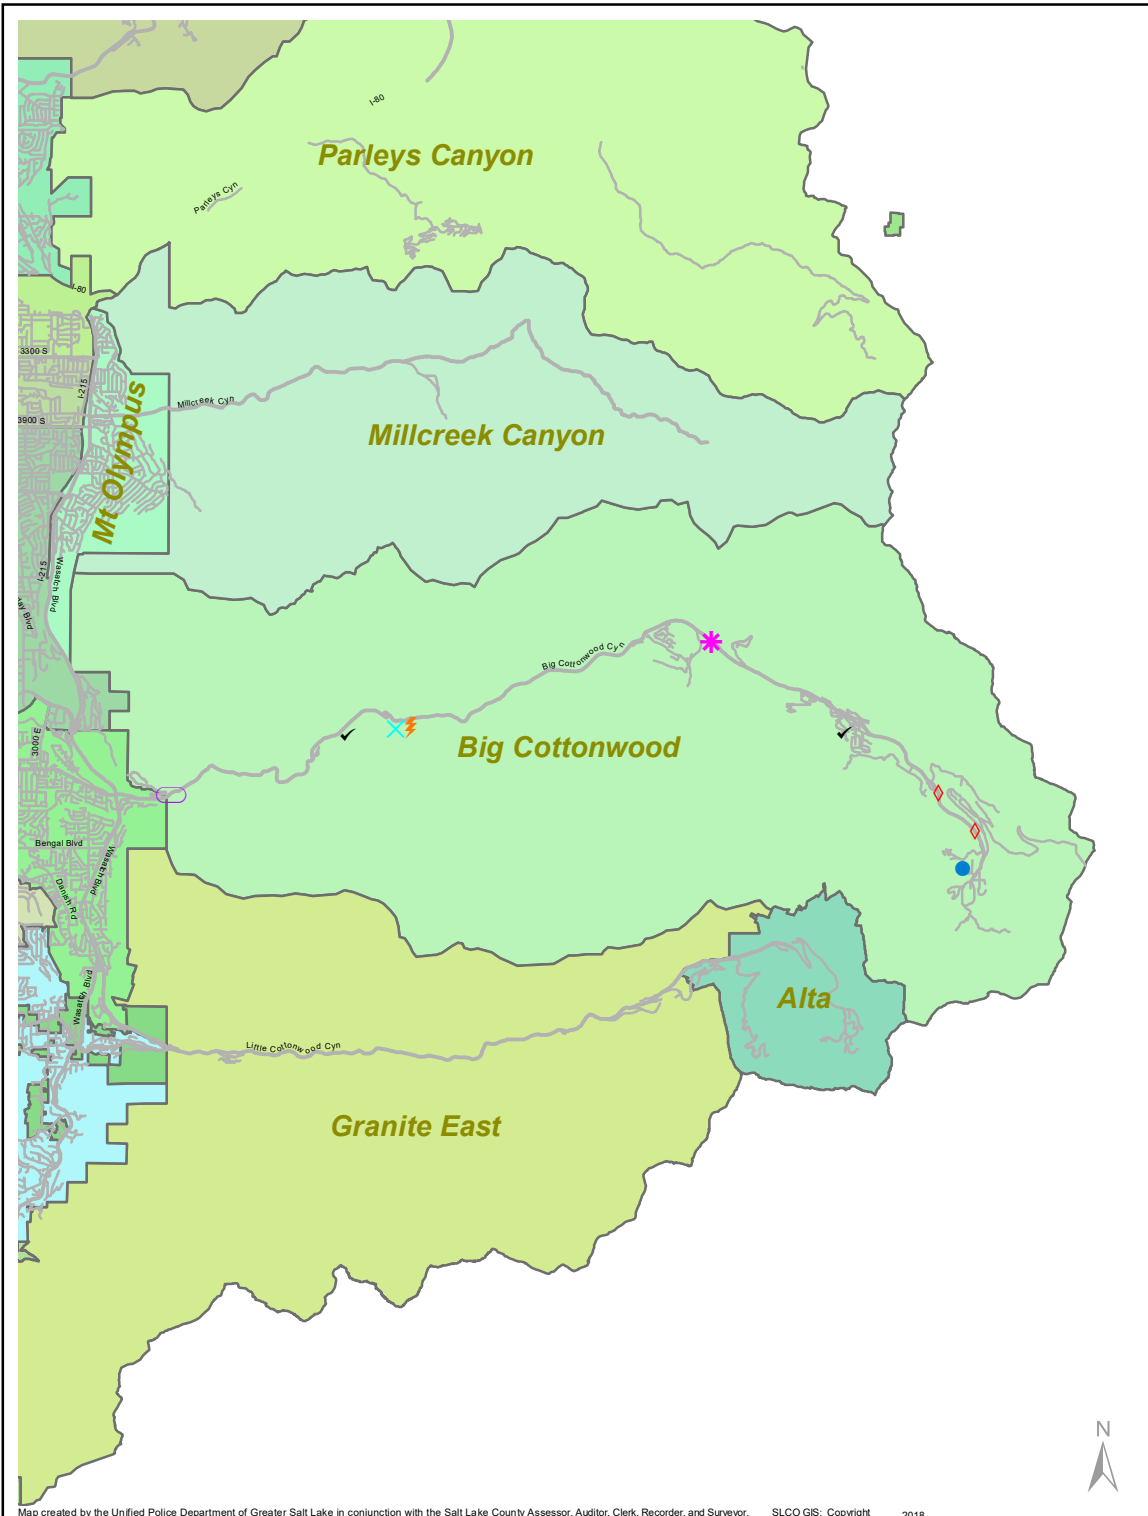 I-80
Parleys Canyon
Parleys Cyn
I-80
3300 S
I-215
Millcreek Cyn
3900 S
Mt Olympus
Millcreek Canyon
I-215
Wasatch Blvd
Blvd
Big Cottonwood Cyn
3000 E
Big Cottonwood
Bengal Blvd
Wasatch Blvd
Danish Rd
Wasatch Blvd
Alta
Little Cottonwood Cyn
Granite East
N
Map created by the Unified Police Department of Greater Salt Lake in conjunction with the Salt Lake County Assessor, Auditor, Clerk, Recorder, and Surveyor. SLCO GIS: Copyright 2018